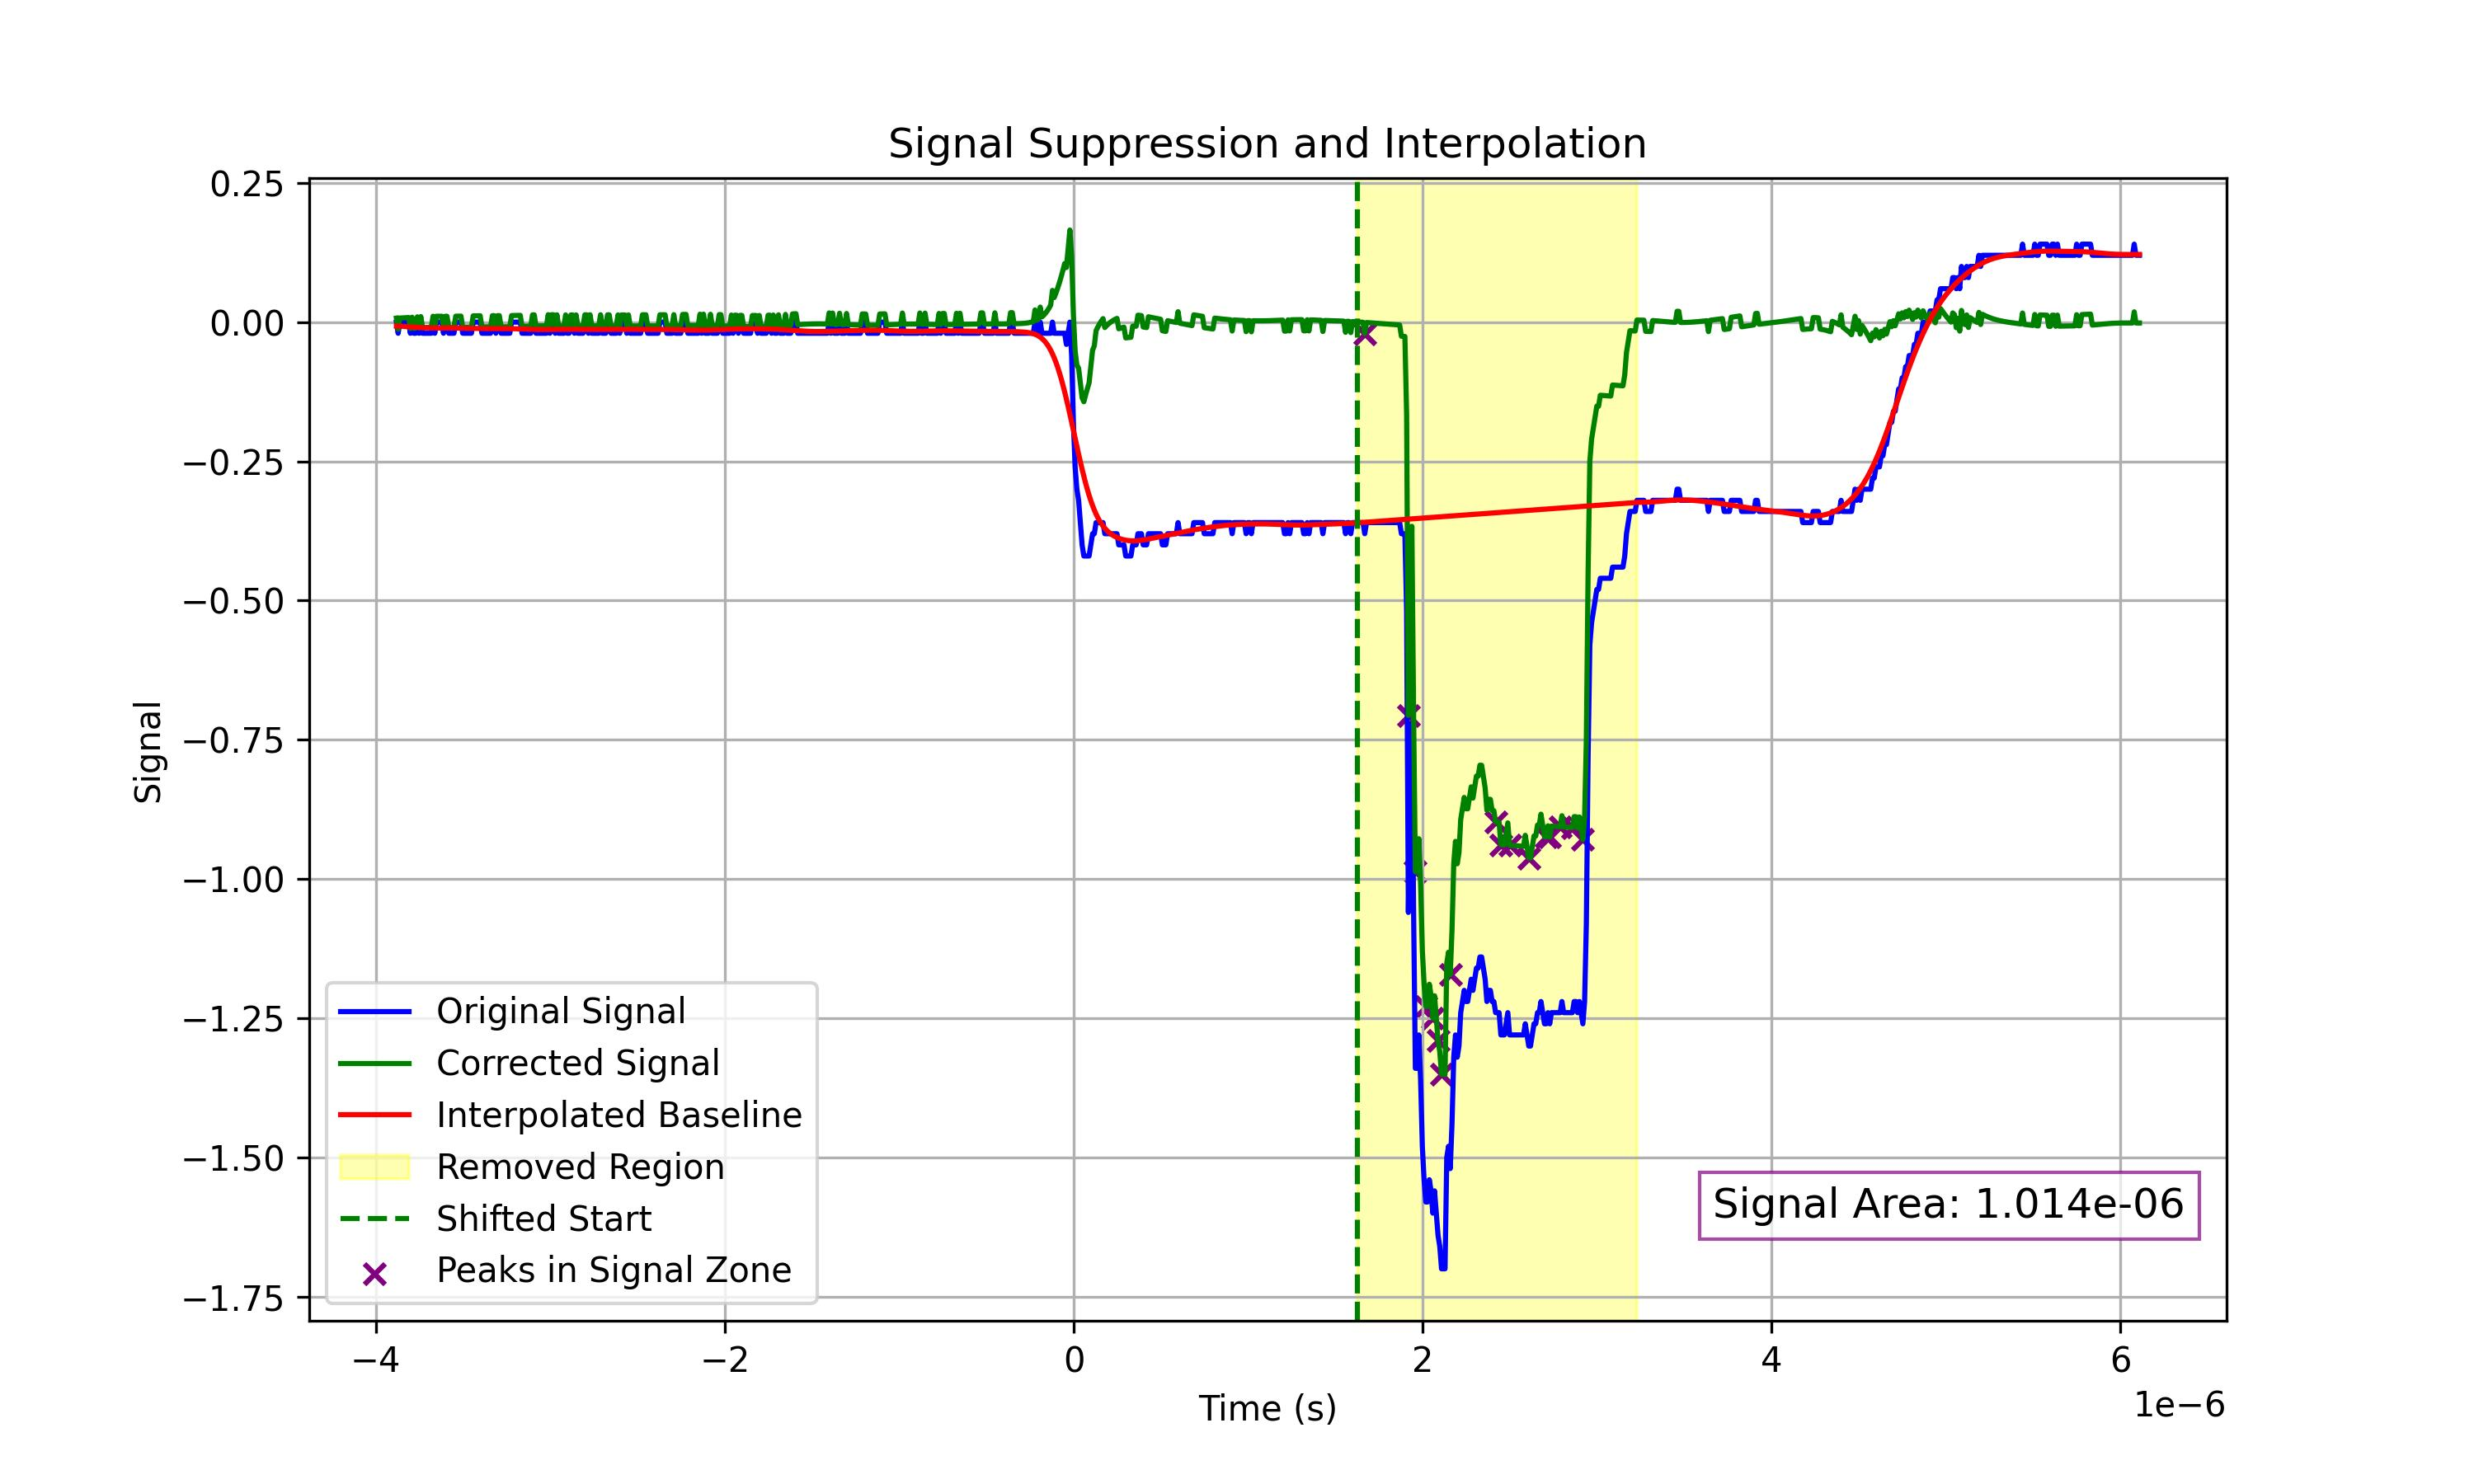 Signal Suppression and Interpolation
0.25
0.00
−0.25
−0.50
−0.75
−1.00
−1.25
−1.50
−1.75
Signal
Original Signal
Corrected Signal
Interpolated Baseline
Removed Region
Shifted Start
Peaks in Signal Zone
Signal Area: 1.014e-06
−4 −2 0 2 4 6
1e−6
Time (s)